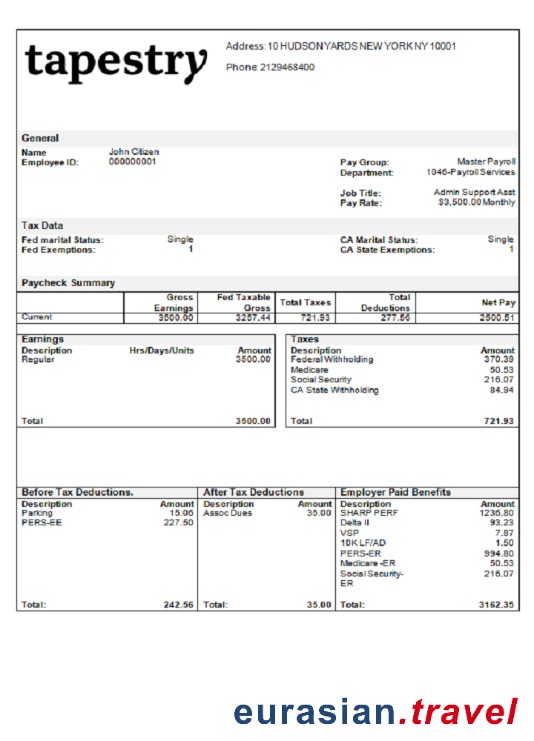 tapestry
Address: 10 HUDSON YARDS NEW YORK NY 10001
Phone: 2129468400
General
Name John Citizen
Employee ID: 000000001
Pay Group: Master Payroll
Department: 1046-Payroll Services
Job Title: Admin Support Asst
Pay Rate: $3,500.00 Monthly
Tax Data
Fed marital Status: Single CA Marital Status: Single
Fed Exemptions: 1 CA State Exemptions: 1
Paycheck Summary
Gross Earnings Fed Taxable Gross Total Taxes Total Deductions Net Pay
Current 3500.00 3257.44 721.93 277.56 2500.51
Earnings
Description Hrs/Days/Units Amount
Regular 3500.00
Total 3500.00
Taxes
Description Amount
Federal Withholding 370.39
Medicare 50.53
Social Security 216.07
CA State Withholding 84.94
Total 721.93
Before Tax Deductions.
Description Amount
Parking 15.06
PERS-EE 227.50
Total: 242.56
After Tax Deductions
Description Amount
Assoc Dues 35.00
Total: 35.00
Employer Paid Benefits
Description Amount
SHARP PERF 1236.80
Delta II 93.23
VSP 7.87
10K LF/AD 1.50
PERS-ER 994.80
Medicare -ER 50.53
Social Security- 216.07
ER
Total: 3162.35
eurasian.travel